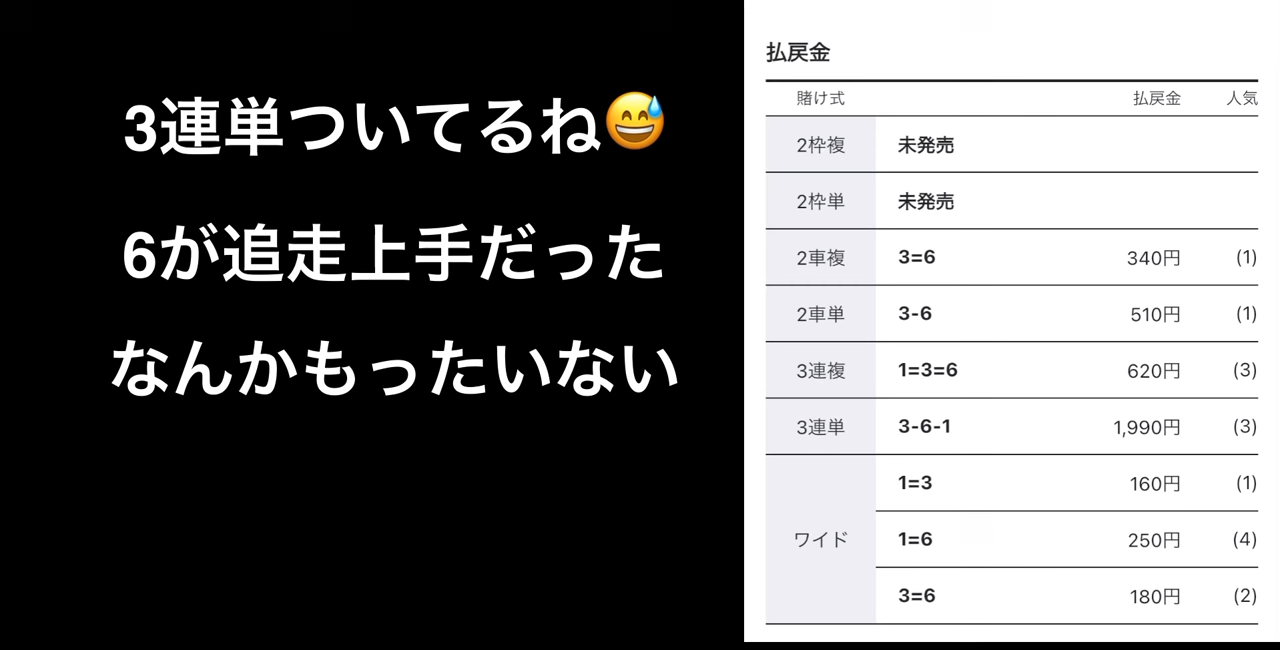 3連単ついてるね😅
6が追走上手だった
なんかもったいない
払戻金
賭け式 払戻金 人気
2枠複 未発売
2枠単 未発売
2車複 3=6 340円 (1)
2車単 3-6 510円 (1)
3連複 1=3=6 620円 (3)
3連単 3-6-1 1,990円 (3)
ワイド 1=3 160円 (1)
1=6 250円 (4)
3=6 180円 (2)